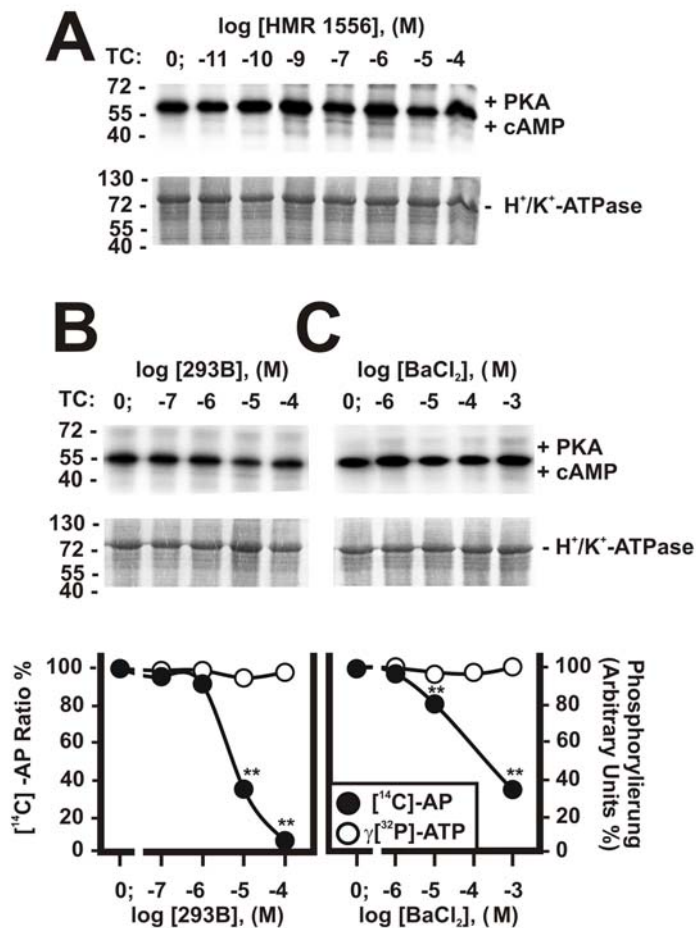 A
log [HMR 1556], (M)
TC: 0; -11 -10 -9 -7 -6 -5 -4
72 -
55 -
40 -
+ PKA
+ cAMP
130 -
72 -
55 -
40 -
- H⁺/K⁺-ATPase
B
log [293B], (M)
TC: 0; -7 -6 -5 -4
72 -
55 -
40 -
130 -
72 -
55 -
40 -
C
log [BaCl₂], (M)
0; -6 -5 -4 -3
+ PKA
+ cAMP
- H⁺/K⁺-ATPase
[¹⁴C] -AP Ratio %
100
80
60
40
20
0
**
**
0; -7 -6 -5 -4
log [293B], (M)
**
**
[¹⁴C]-AP
γ[³²P]-ATP
0; -6 -5 -4 -3
log [BaCl₂], (M)
100
80
60
40
20
0
Phosphorylierung
(Arbitrary Units %)